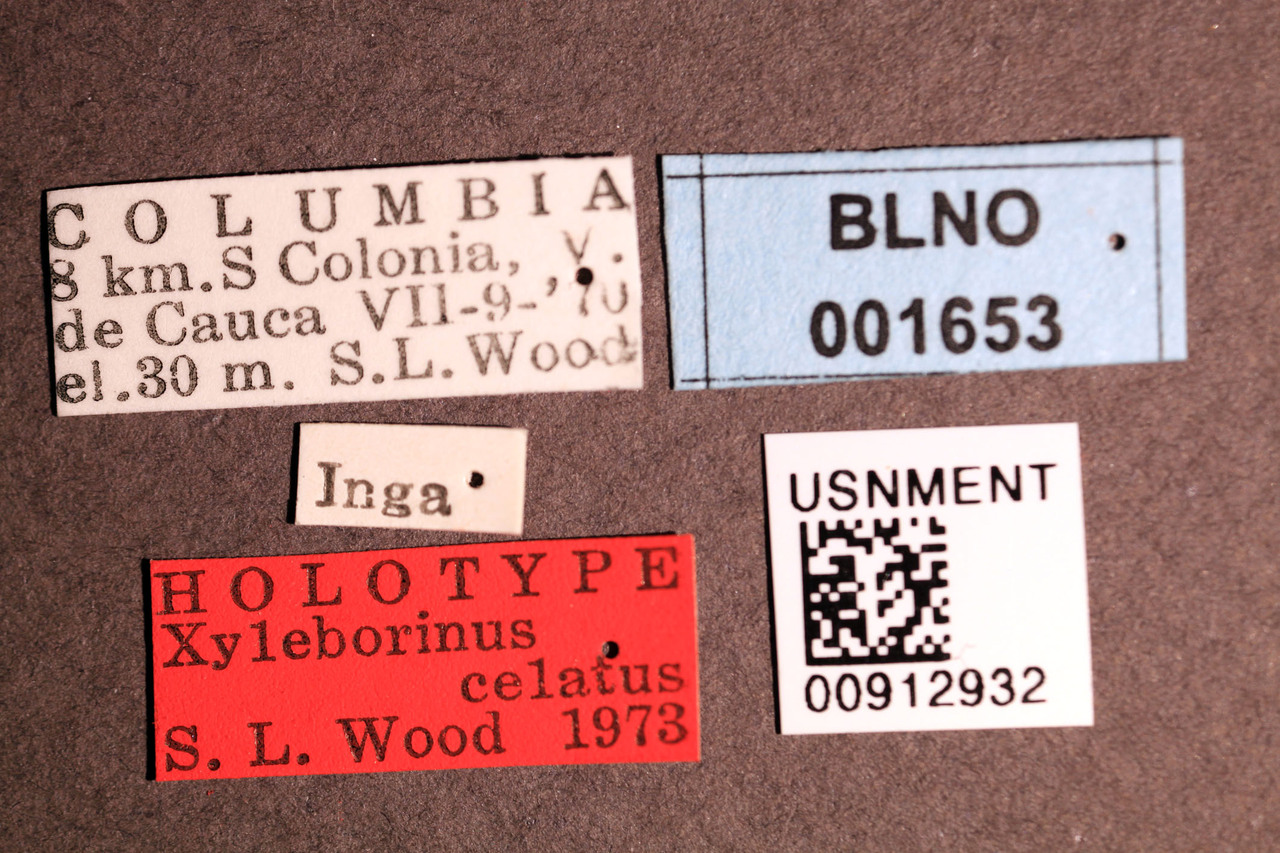 COLUMBIA
8 km.S Colonia, V.
de Cauca VII-9-'70
el.30 m. S.L.Wood
BLNO
001653
Inga
USNMENT
00912932
HOLOTYPE
Xyleborinus
celatus
S. L. Wood 1973